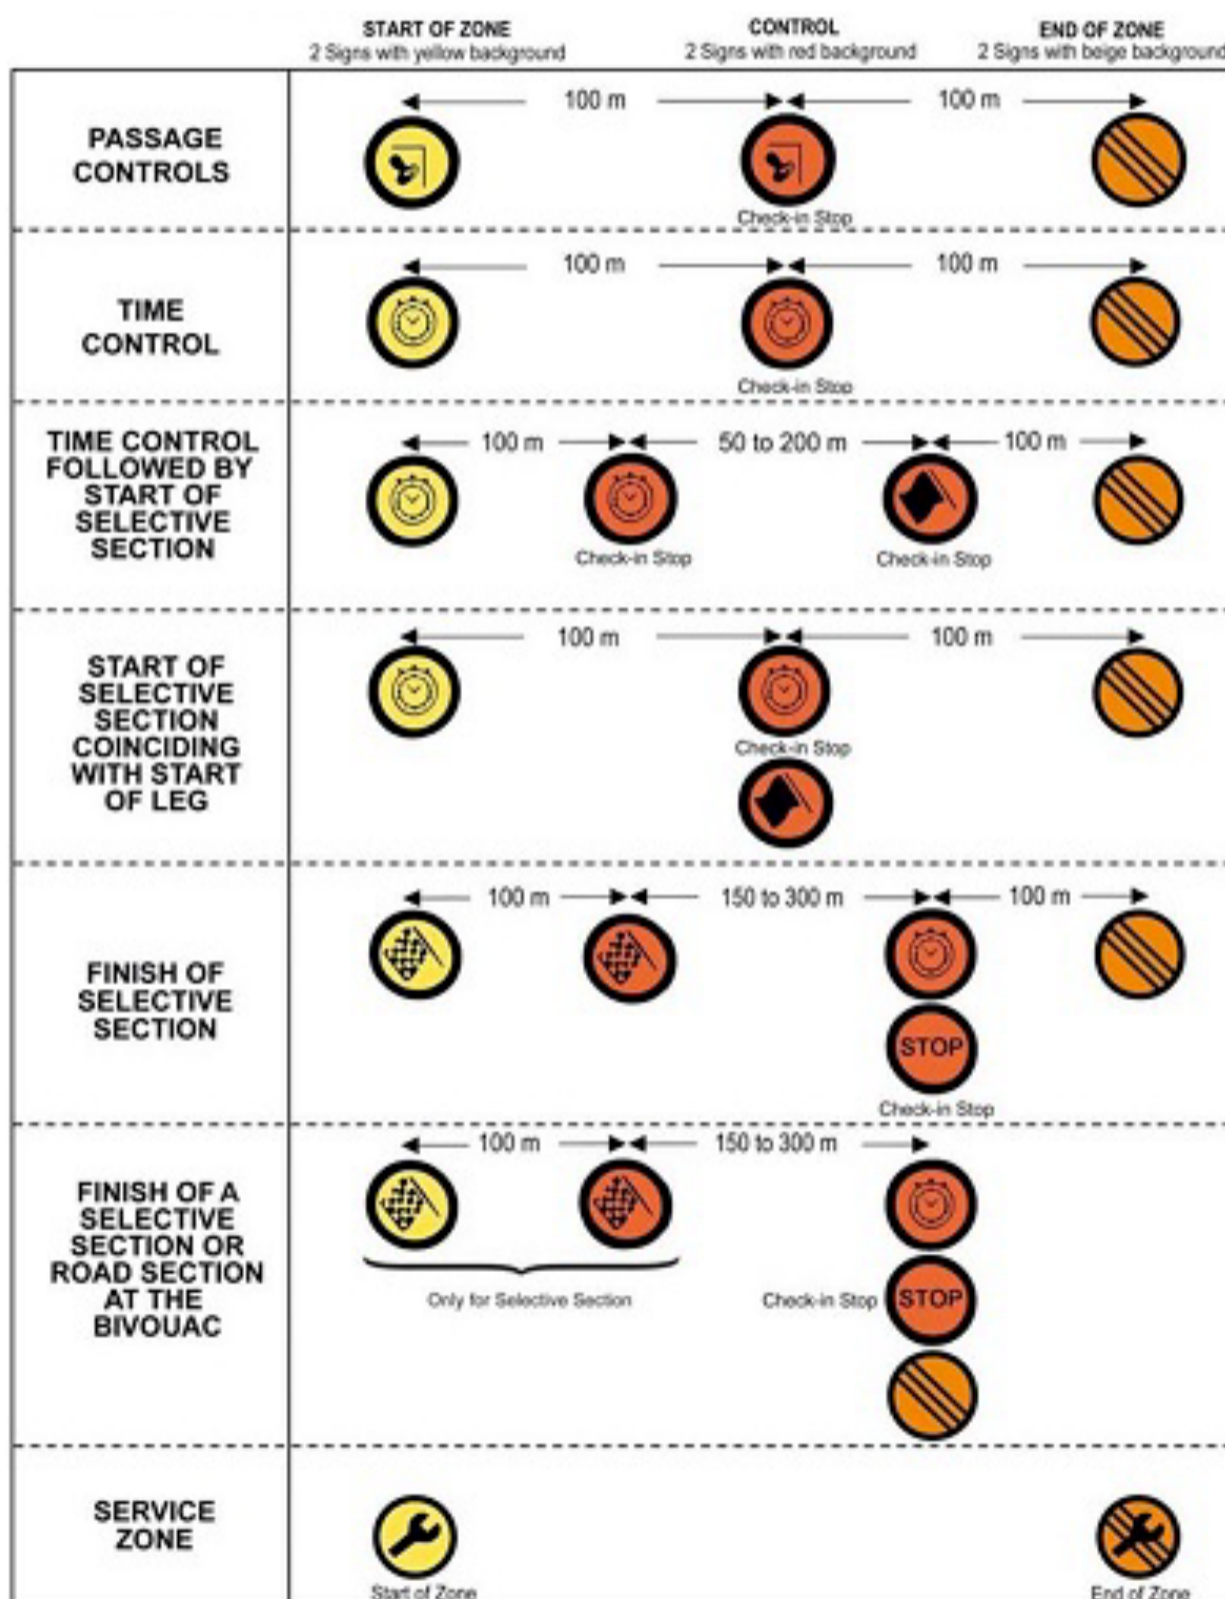 START OF ZONE
2 Signs with yellow background
CONTROL
2 Signs with red background
END OF ZONE
2 Signs with beige background
PASSAGE
CONTROLS
100 m
100 m
Check-in Stop
TIME
CONTROL
100 m
100 m
Check-in Stop
TIME CONTROL
FOLLOWED BY
START OF
SELECTIVE
SECTION
100 m
50 to 200 m
100 m
Check-in Stop
Check-in Stop
START OF
SELECTIVE
SECTION
COINCIDING
WITH START
OF LEG
100 m
100 m
Check-in Stop
FINISH OF
SELECTIVE
SECTION
100 m
150 to 300 m
100 m
STOP
Check-in Stop
FINISH OF A
SELECTIVE
SECTION OR
ROAD SECTION
AT THE
BIVOUAC
100 m
150 to 300 m
Only for Selective Section
Check-in Stop
STOP
SERVICE
ZONE
Start of Zone
End of Zone